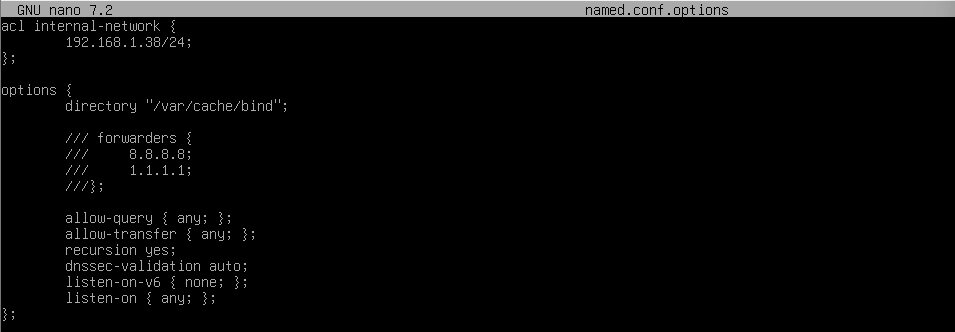 GNU nano 7.2 named.conf.options
acl internal-network {
192.168.1.38/24;
};
options {
directory "/var/cache/bind";
/// forwarders {
/// 8.8.8.8;
/// 1.1.1.1;
///};
allow-query { any; };
allow-transfer { any; };
recursion yes;
dnssec-validation auto;
listen-on-v6 { none; };
listen-on { any; };
};